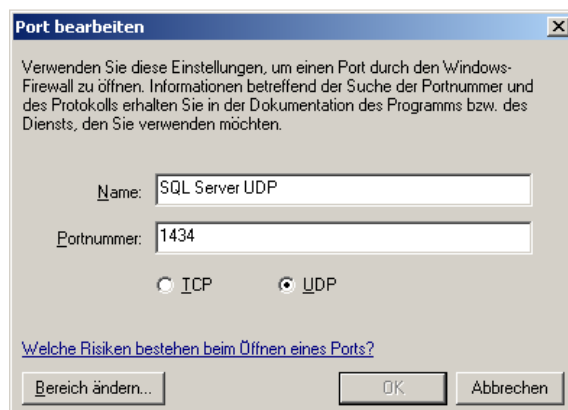 Port bearbeiten
Verwenden Sie diese Einstellungen, um einen Port durch den Windows-
Firewall zu öffnen. Informationen betreffend der Suche der Portnummer und
des Protokolls erhalten Sie in der Dokumentation des Programms bzw. des
Diensts, den Sie verwenden möchten.
Name: SQL Server UDP
Portnummer: 1434
TCP UDP
Welche Risiken bestehen beim Öffnen eines Ports?
Bereich ändern... OK Abbrechen